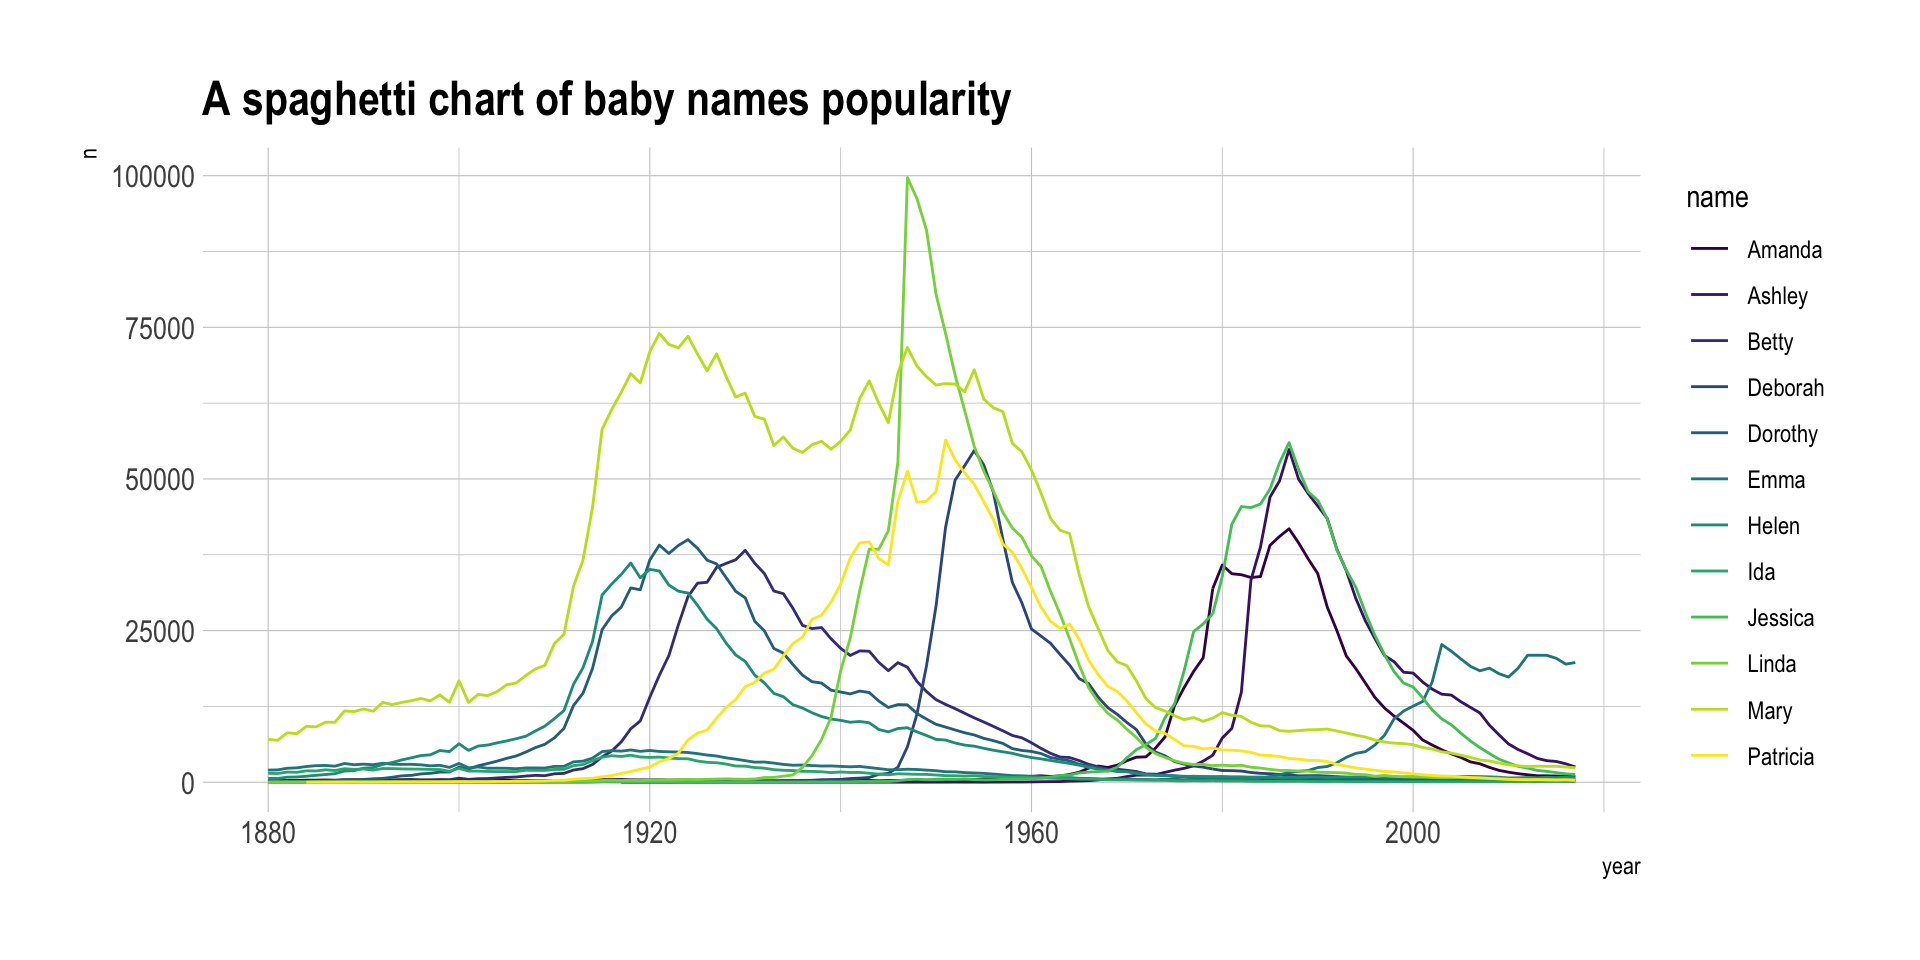 A spaghetti chart of baby names popularity
n
100000
75000
50000
25000
0
1880
1920
1960
2000
year
name
Amanda
Ashley
Betty
Deborah
Dorothy
Emma
Helen
Ida
Jessica
Linda
Mary
Patricia